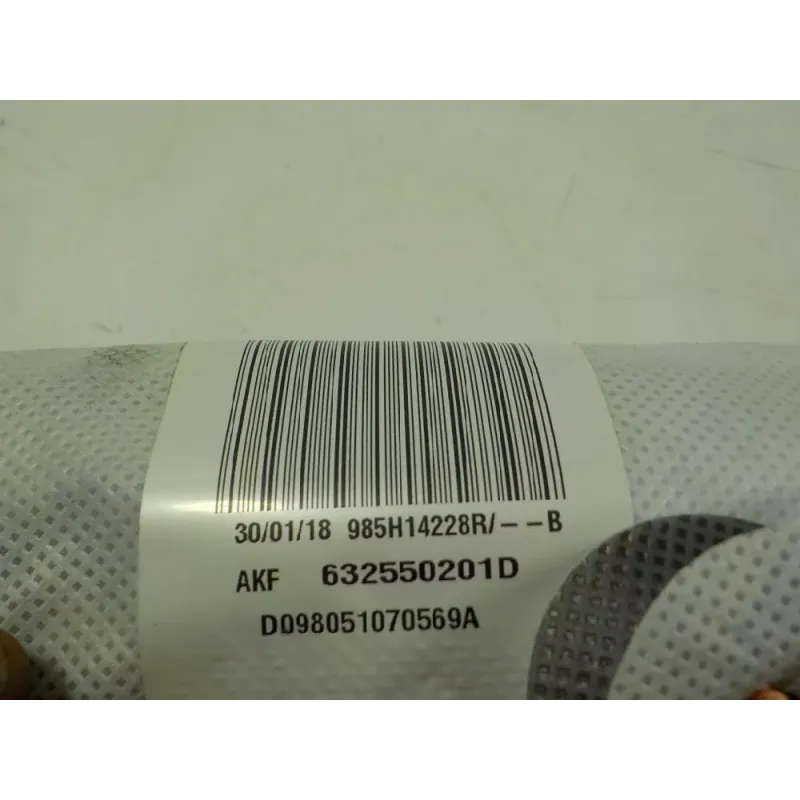 30/01/18 985H14228R/--B
AKF 632550201D
D098051070569A